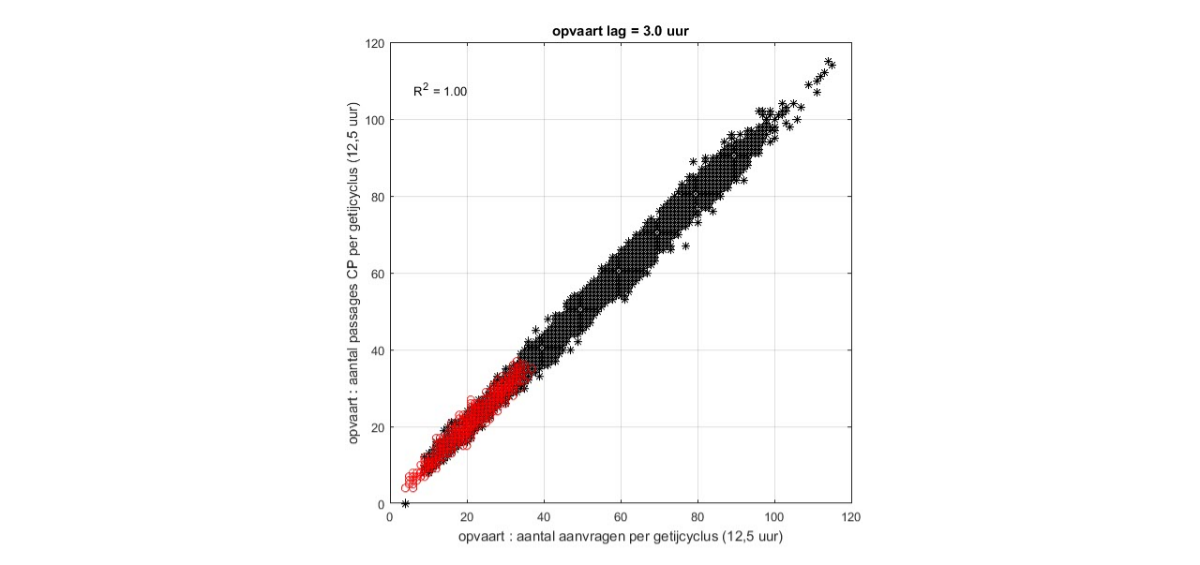 opvaart lag = 3.0 uur
120
R² = 1.00
100
80
60
40
20
0
opvaart : aantal passages CP per getijcyclus (12,5 uur)
0 20 40 60 80 100 120
opvaart : aantal aanvragen per getijcyclus (12,5 uur)